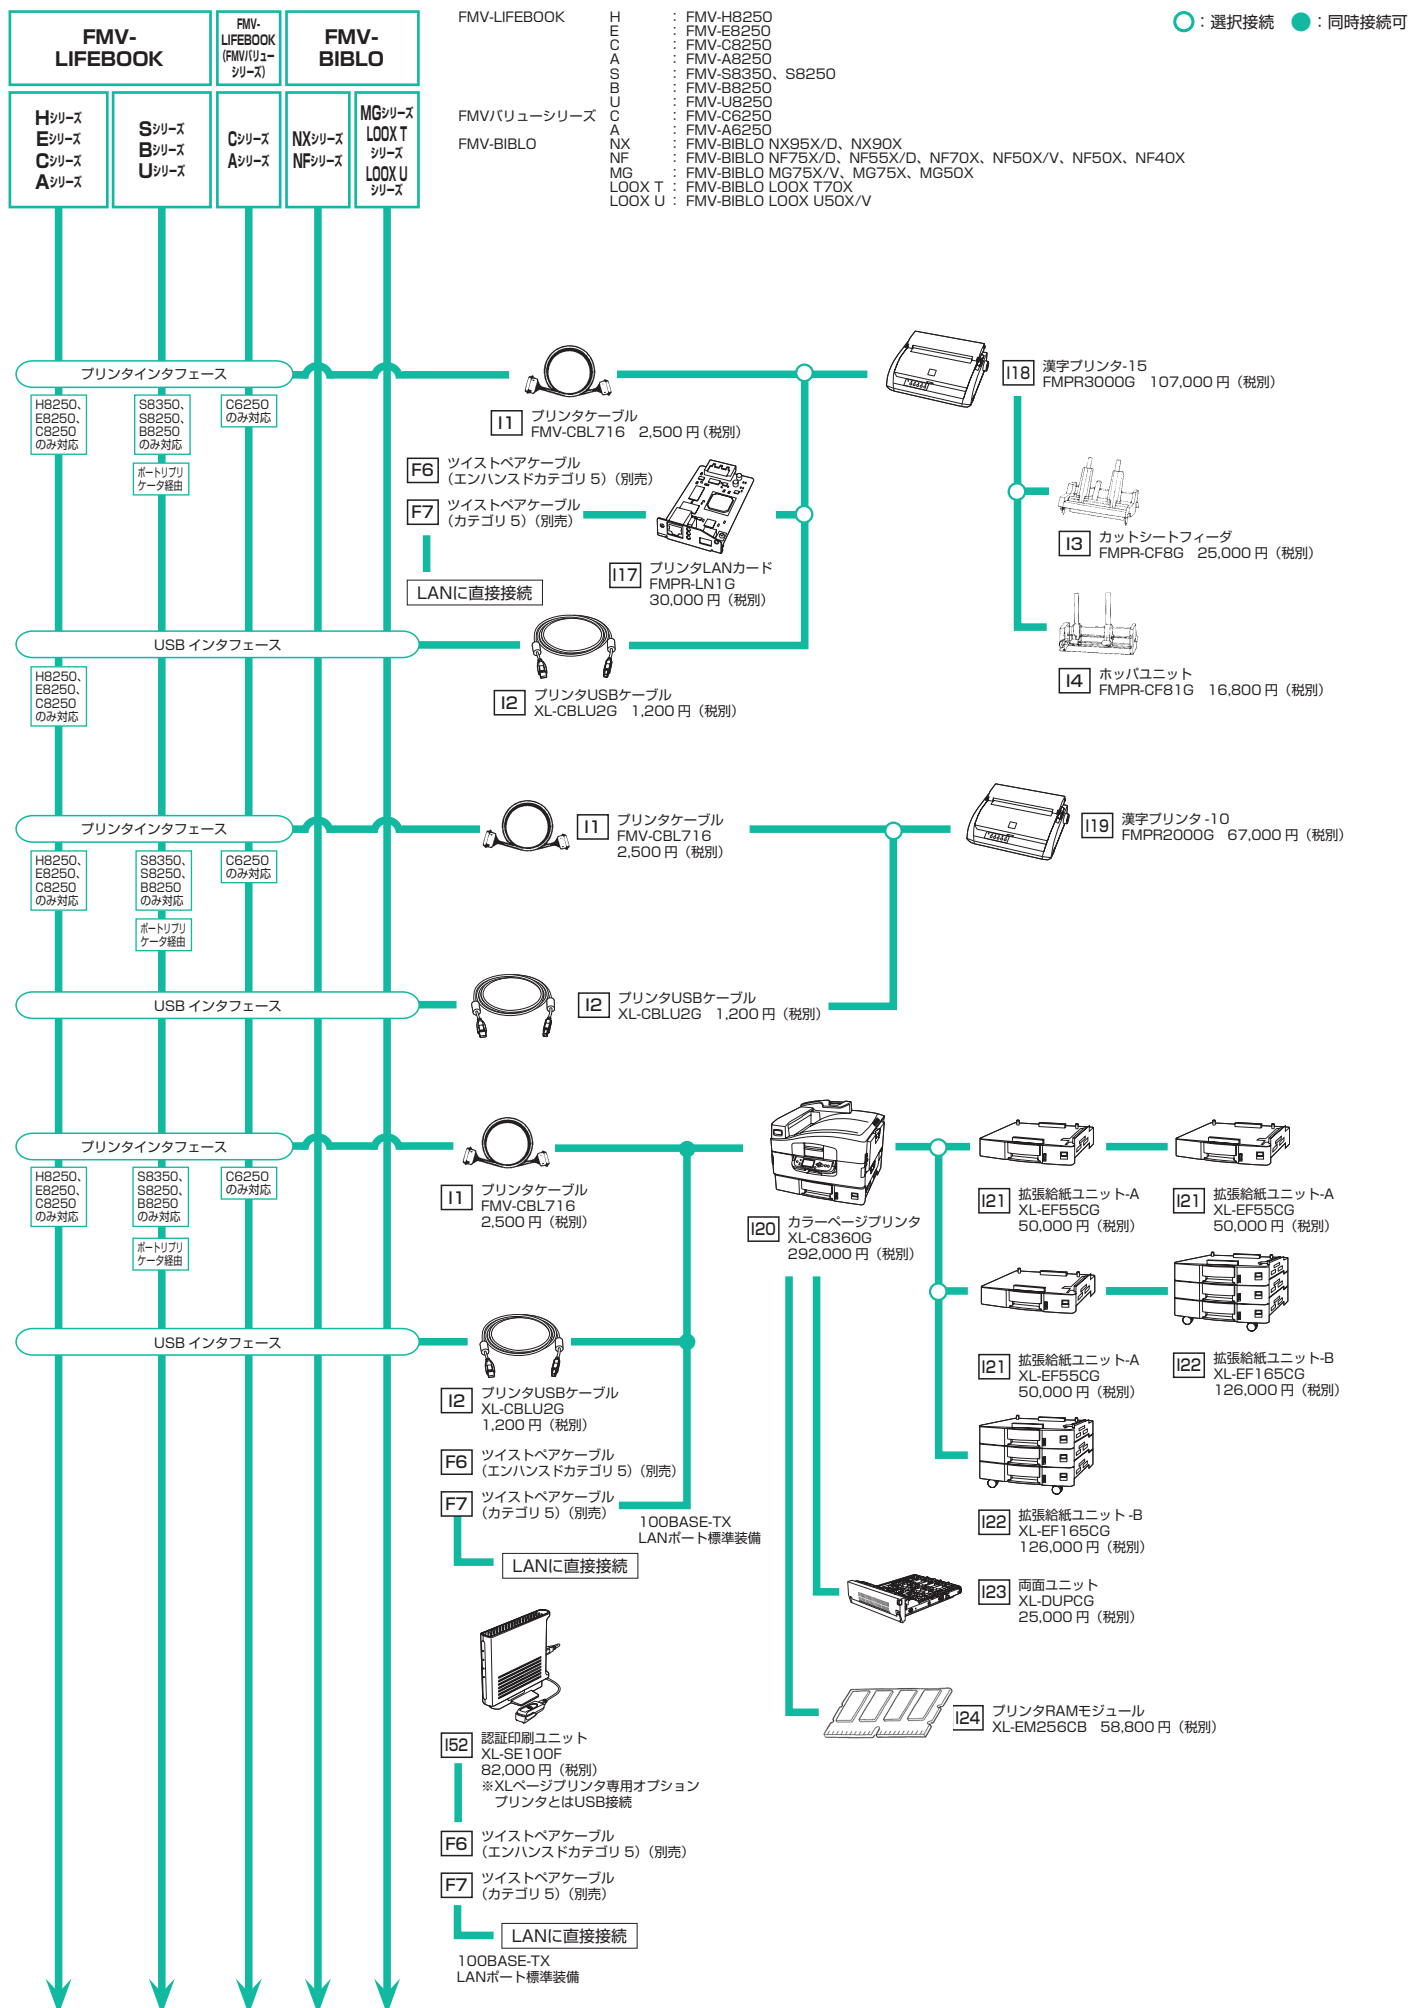 FMV-
LIFEBOOK
FMV-
LIFEBOOK
(FMVバリュー
シリーズ)
FMV-
BIBLO
Hシリーズ
Eシリーズ
Cシリーズ
Aシリーズ
Sシリーズ
Bシリーズ
Uシリーズ
Cシリーズ
Aシリーズ
NXシリーズ
NFシリーズ
MGシリーズ
LOOX T
シリーズ
LOOX U
シリーズ
FMV-LIFEBOOK H : FMV-H8250
E : FMV-E8250
C : FMV-C8250
A : FMV-A8250
S : FMV-S8350、S8250
B : FMV-B8250
U : FMV-U8250
FMVバリューシリーズ C : FMV-C6250
A : FMV-A6250
FMV-BIBLO NX : FMV-BIBLO NX95X/D、NX90X
NF : FMV-BIBLO NF75X/D、NF55X/D、NF70X、NF50X/V、NF50X、NF40X
MG : FMV-BIBLO MG75X/V、MG75X、MG50X
LOOX T : FMV-BIBLO LOOX T70X
LOOX U : FMV-BIBLO LOOX U50X/V
○：選択接続 ●：同時接続可
プリンタインタフェース
H8250、
E8250、
C8250
のみ対応
S8350、
S8250、
B8250
のみ対応
ポートリプリ
ケータ経由
C6250
のみ対応
I1 プリンタケーブル
FMV-CBL716 2,500円（税別）
F6 ツイストペアケーブル
（エンハンスドカテゴリ5）（別売）
F7 ツイストペアケーブル
（カテゴリ5）（別売）
LANに直接接続
I17 プリンタLANカード
FMPR-LN1G
30,000円（税別）
I18 漢字プリンタ-15
FMPR3000G 107,000円（税別）
I3 カットシートフィーダ
FMPR-CF8G 25,000円（税別）
I4 ホッパユニット
FMPR-CF81G 16,800円（税別）
USBインタフェース
H8250、
E8250、
C8250
のみ対応
I2 プリンタUSBケーブル
XL-CBLU2G 1,200円（税別）
プリンタインタフェース
H8250、
E8250、
C8250
のみ対応
S8350、
S8250、
B8250
のみ対応
ポートリプリ
ケータ経由
C6250
のみ対応
I1 プリンタケーブル
FMV-CBL716
2,500円（税別）
I19 漢字プリンタ-10
FMPR2000G 67,000円（税別）
USBインタフェース
I2 プリンタUSBケーブル
XL-CBLU2G 1,200円（税別）
プリンタインタフェース
H8250、
E8250、
C8250
のみ対応
S8350、
S8250、
B8250
のみ対応
ポートリプリ
ケータ経由
C6250
のみ対応
I1 プリンタケーブル
FMV-CBL716
2,500円（税別）
I20 カラーページプリンタ
XL-C8360G
292,000円（税別）
I21 拡張給紙ユニット-A
XL-EF55CG
50,000円（税別）
I21 拡張給紙ユニット-A
XL-EF55CG
50,000円（税別）
USBインタフェース
I2 プリンタUSBケーブル
XL-CBLU2G
1,200円（税別）
I21 拡張給紙ユニット-A
XL-EF55CG
50,000円（税別）
I22 拡張給紙ユニット-B
XL-EF165CG
126,000円（税別）
F6 ツイストペアケーブル
（エンハンスドカテゴリ5）（別売）
F7 ツイストペアケーブル
（カテゴリ5）（別売）
100BASE-TX
LANポート標準装備
LANに直接接続
I22 拡張給紙ユニット-B
XL-EF165CG
126,000円（税別）
I23 両面ユニット
XL-DUPCG
25,000円（税別）
I24 プリンタRAMモジュール
XL-EM256CB 58,800円（税別）
I52 認証印刷ユニット
XL-SE100F
82,000円（税別）
※XLページプリンタ専用オプション
プリンタとはUSB接続
F6 ツイストペアケーブル
（エンハンスドカテゴリ5）（別売）
F7 ツイストペアケーブル
（カテゴリ5）（別売）
LANに直接接続
100BASE-TX
LANポート標準装備